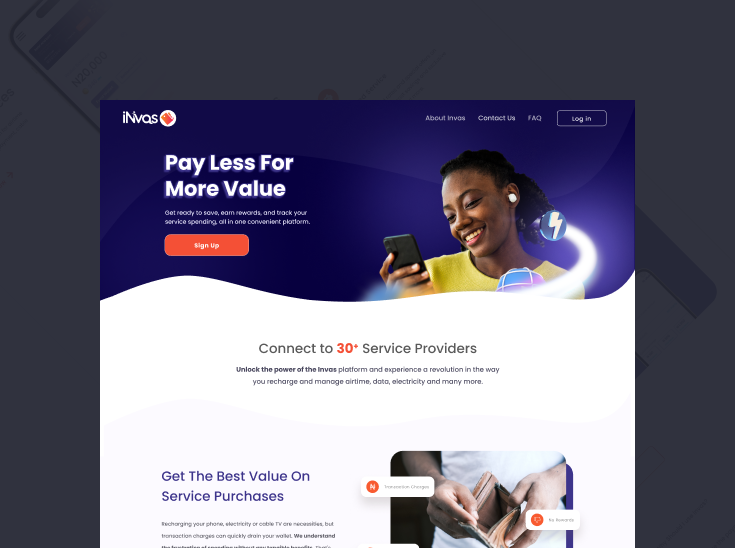 iNvas
About Invas
Contact Us
FAQ
Log in
Pay Less For
More Value
Get ready to save, earn rewards, and track your
service spending, all in one convenient platform.
Sign Up
Connect to 30+ Service Providers
Unlock the power of the Invas platform and experience a revolution in the way
you recharge and manage airtime, data, electricity and many more.
Get The Best Value On
Service Purchases
Transaction Charges
No Rewards
Recharging your phone, electricity or cable TV are necessities, but
transaction charges can quickly drain your wallet. We understand
the frustration of spending without any tangible benefits. That's